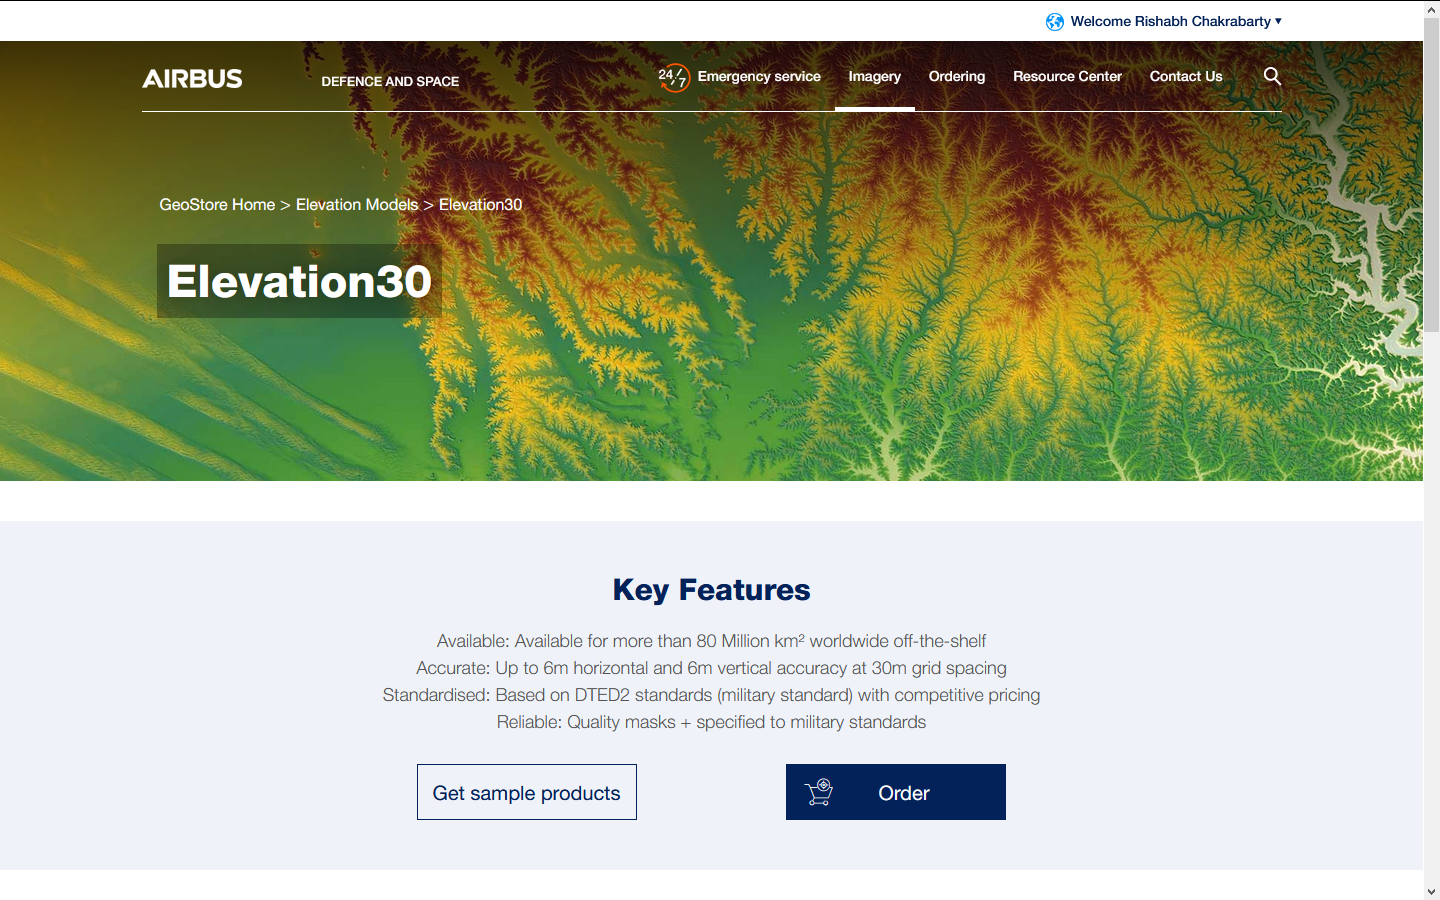 Welcome Rishabh Chakrabarty
AIRBUS
DEFENCE AND SPACE
24/7
Emergency service
Imagery
Ordering
Resource Center
Contact Us
GeoStore Home > Elevation Models > Elevation30
Elevation30
Key Features
Available: Available for more than 80 Million km² worldwide off-the-shelf
Accurate: Up to 6m horizontal and 6m vertical accuracy at 30m grid spacing
Standardised: Based on DTED2 standards (military standard) with competitive pricing
Reliable: Quality masks + specified to military standards
Get sample products
Order